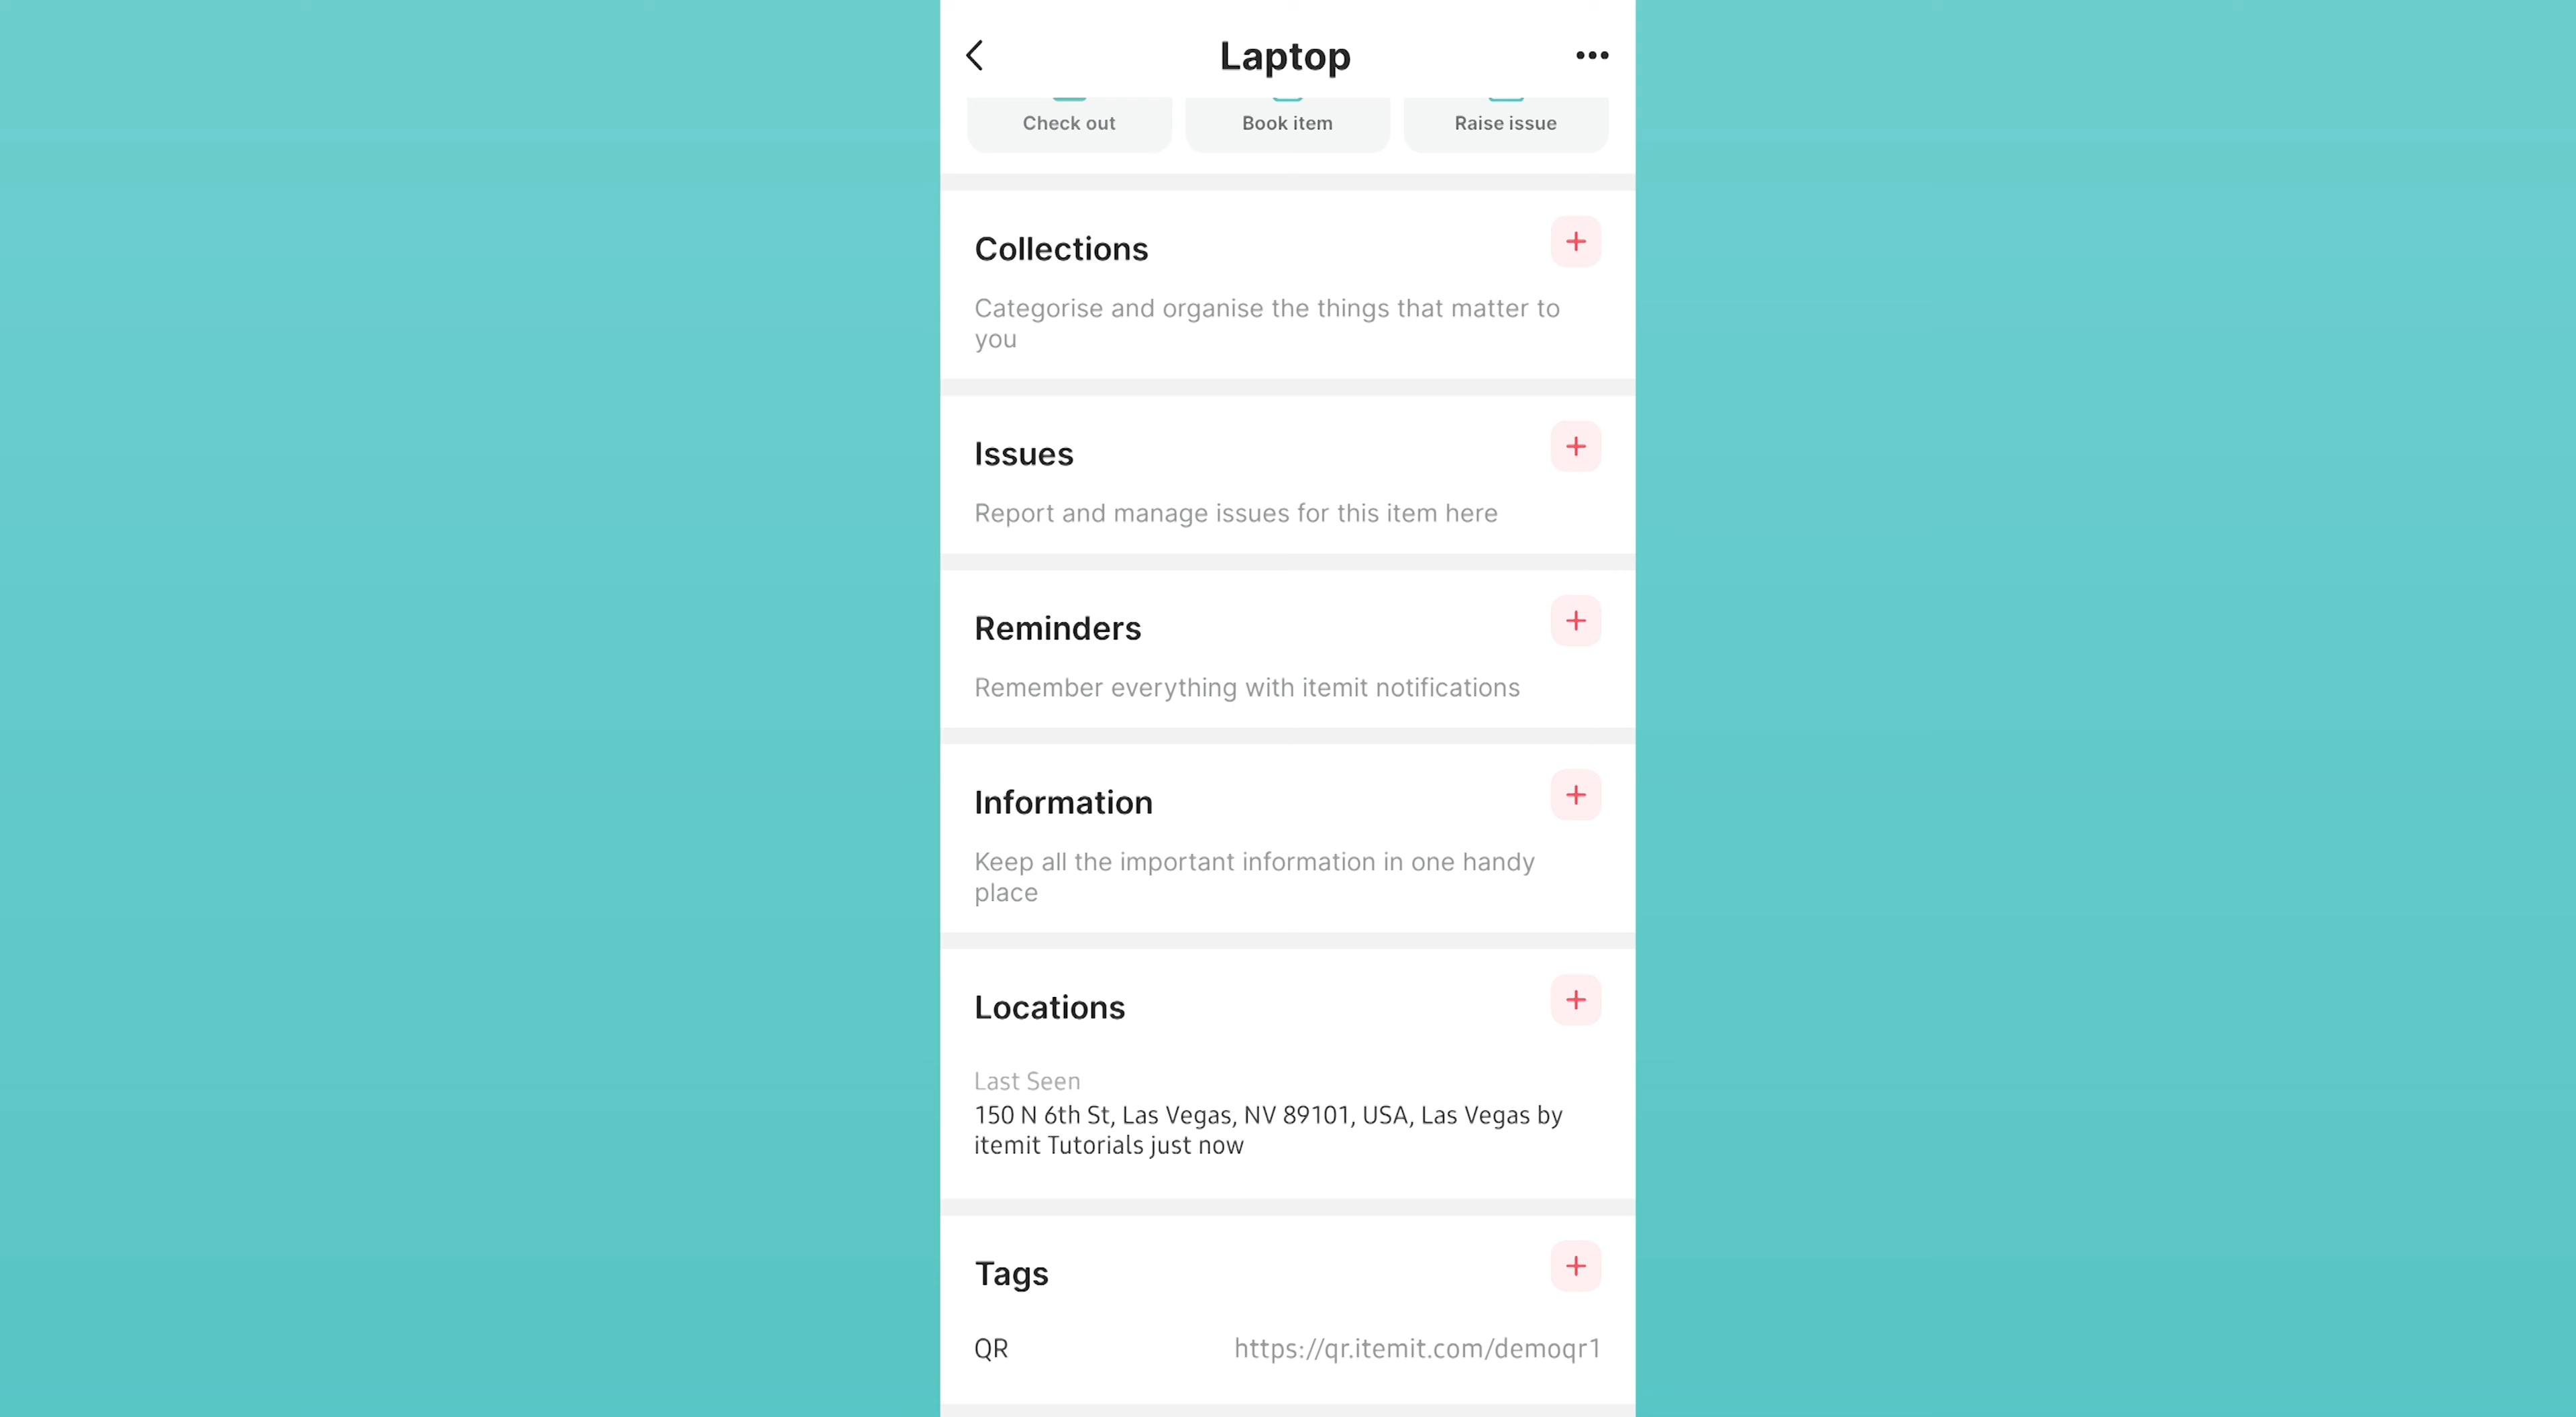 Laptop
Check out
Book item
Raise issue
Collections
Categorise and organise the things that matter to
you
Issues
Report and manage issues for this item here
Reminders
Remember everything with itemit notifications
Information
Keep all the important information in one handy
place
Locations
Last Seen
150 N 6th St, Las Vegas, NV 89101, USA, Las Vegas by
itemit Tutorials just now
Tags
QR https://qr.itemit.com/demoqr1